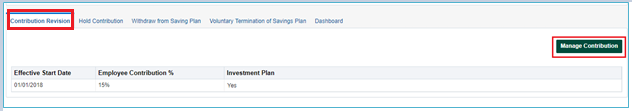 Contribution Revision Hold Contribution Withdraw from Saving Plan Voluntary Termination of Savings Plan Dashboard
Manage Contribution
Effective Start Date Employee Contribution % Investment Plan
01/01/2018 15% Yes